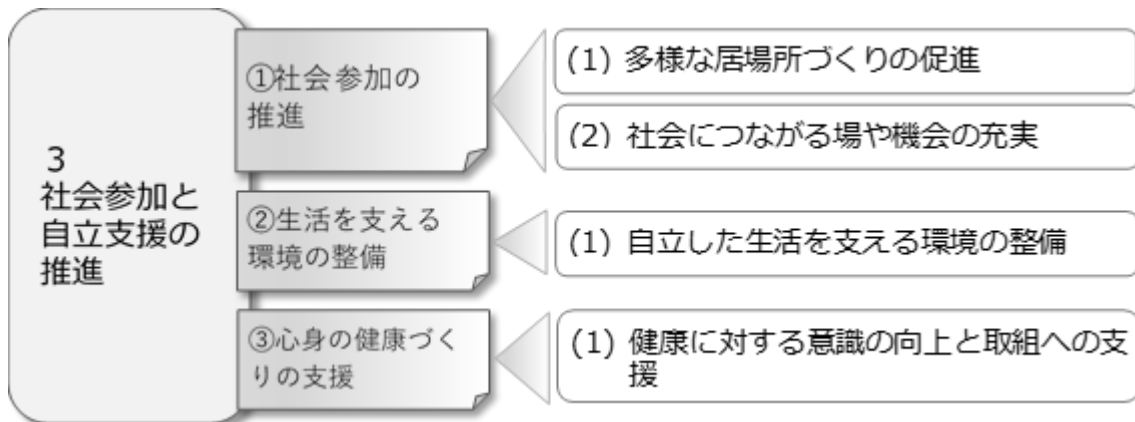 3
社会参加と
自立支援の
推進
①社会参加の
推進
(1) 多様な居場所づくりの促進
(2) 社会につながる場や機会の充実
②生活を支える
環境の整備
(1) 自立した生活を支える環境の整備
③心身の健康づく
りの支援
(1) 健康に対する意識の向上と取組への支
援